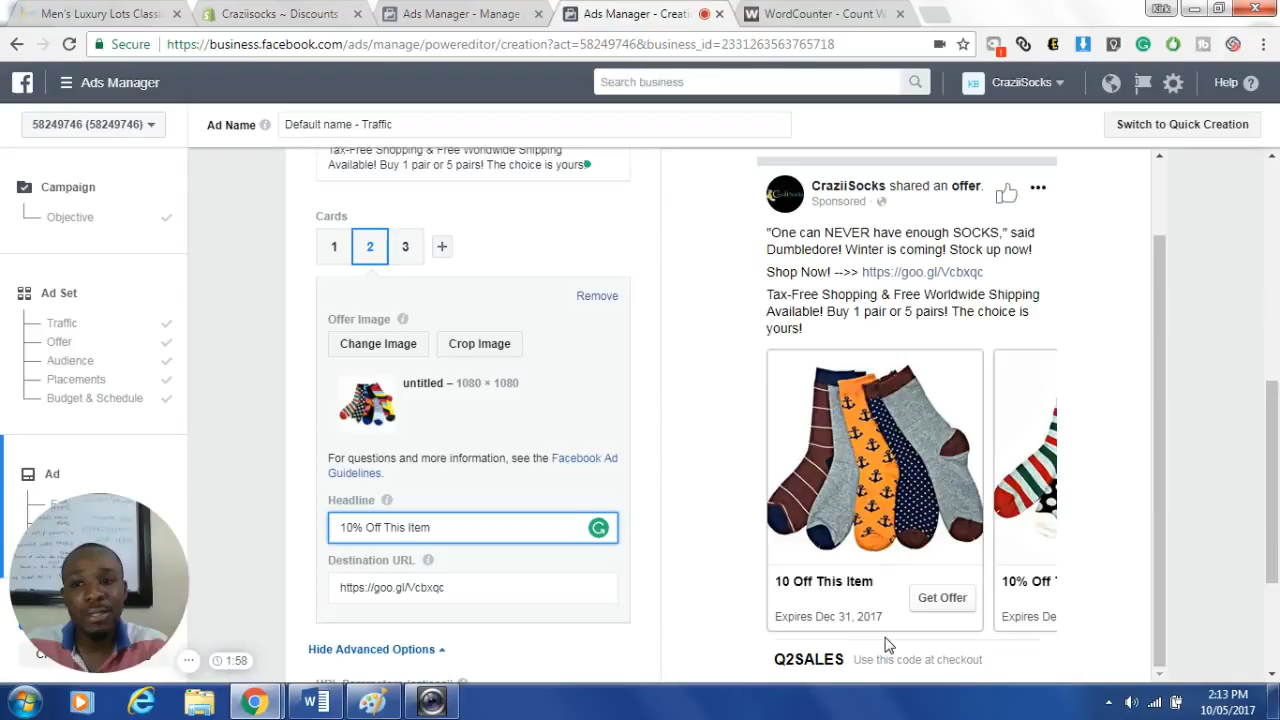 Men's Luxury Lots Classi
Craziisocks ~ Discounts
Ads Manager - Manage
Ads Manager - Creati
WordCounter - Count W
Secure
https://business.facebook.com/ads/manage/powereditor/creation?act=58249746&business_id=2331263563765718
Ads Manager
Search business
CraziiSocks
Help
58249746 (58249746)
Ad Name
Default name - Traffic
Switch to Quick Creation
Campaign
Objective
Ad Set
Traffic
Offer
Audience
Placements
Budget & Schedule
Ad
Tax-Free Shopping & Free Worldwide Shipping
Available! Buy 1 pair or 5 pairs! The choice is yours
Cards
1
2
3
+
Remove
Offer Image
Change Image
Crop Image
untitled – 1080 × 1080
For questions and more information, see the Facebook Ad
Guidelines.
Headline
10% Off This Item
Destination URL
https://goo.gl/Vcbxqc
Hide Advanced Options
CraziiSocks shared an offer.
Sponsored
"One can NEVER have enough SOCKS," said
Dumbledore! Winter is coming! Stock up now!
Shop Now! -->> https://goo.gl/Vcbxqc
Tax-Free Shopping & Free Worldwide Shipping
Available! Buy 1 pair or 5 pairs! The choice is
yours!
10 Off This Item
Expires Dec 31, 2017
Get Offer
10% Off
Expires De
Q2SALES
Use this code at checkout
1:58
2:13 PM
10/05/2017